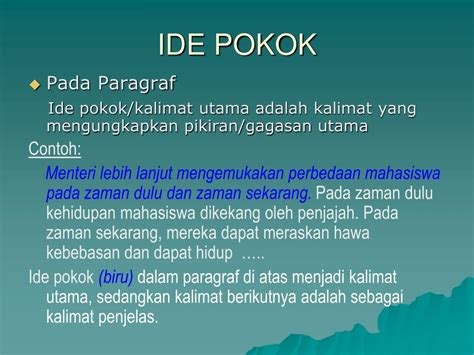 IDE POKOK
Pada Paragraf
Ide pokok/kalimat utama adalah kalimat yang
mengungkapkan pikiran/gagasan utama
Contoh:
Menteri lebih lanjut mengemukakan perbedaan mahasiswa
pada zaman dulu dan zaman sekarang. Pada zaman dulu
kehidupan mahasiswa dikekang oleh penjajah. Pada
zaman sekarang, mereka dapat meraskan hawa
kebebasan dan dapat hidup …..
Ide pokok (biru) dalam paragraf di atas menjadi kalimat
utama, sedangkan kalimat berikutnya adalah sebagai
kalimat penjelas.